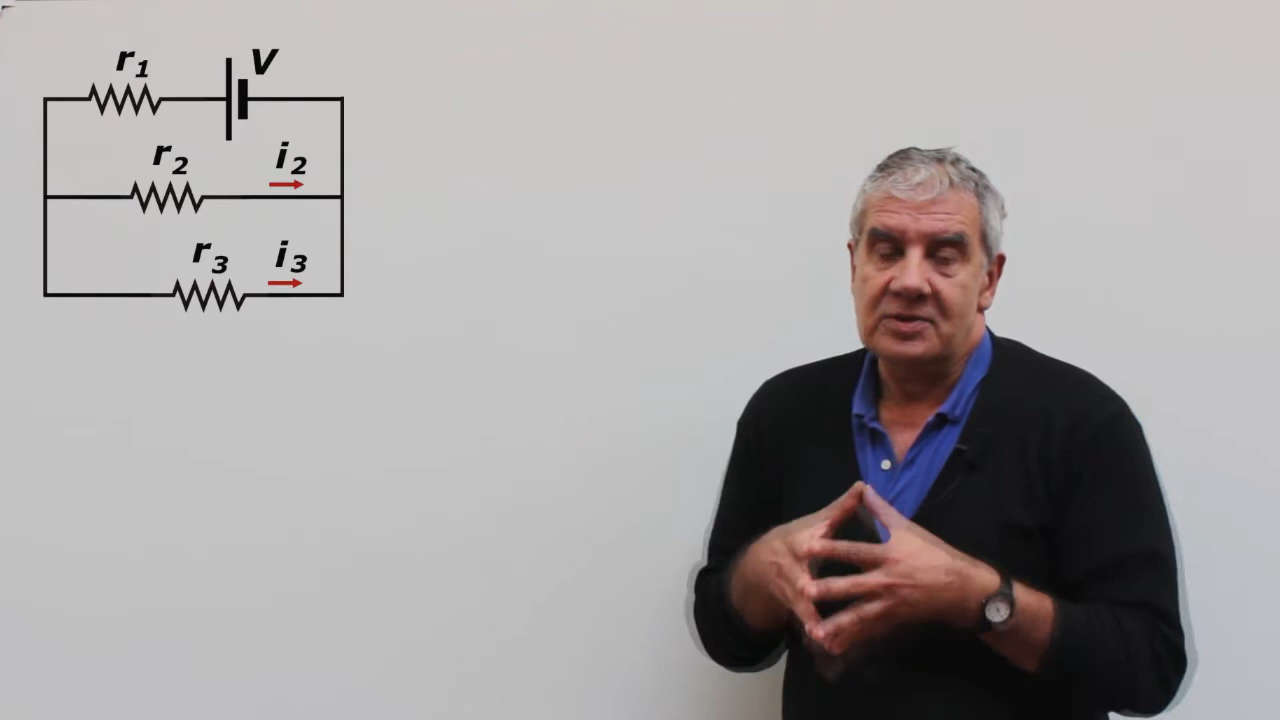 r₁ V
r₂ i₂
r₃ i₃